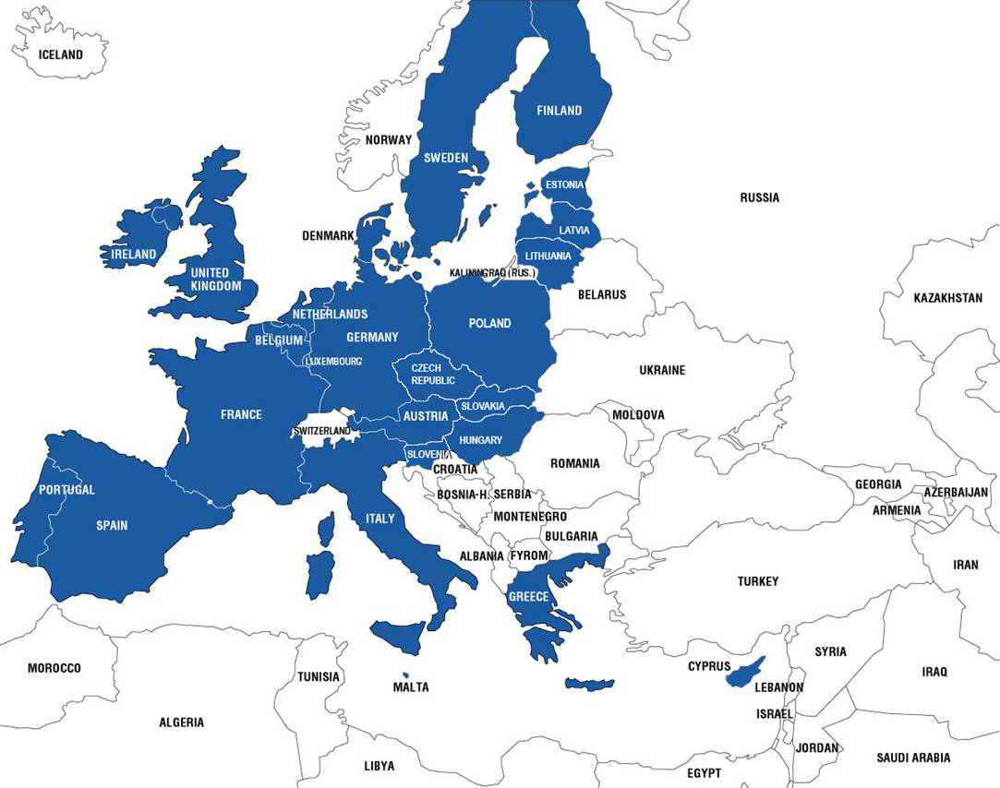 ICELAND
FINLAND
NORWAY
SWEDEN
ESTONIA
RUSSIA
LATVIA
DENMARK
IRELAND
LITHUANIA
UNITED
KINGDOM
KALININGRAD (RUS.)
BELARUS
KAZAKHSTAN
NETHERLANDS
POLAND
BELGIUM
GERMANY
LUXEMBOURG
CZECH
REPUBLIC
UKRAINE
SLOVAKIA
FRANCE
AUSTRIA
MOLDOVA
SWITZERLAND
HUNGARY
SLOVENIA
ROMANIA
CROATIA
PORTUGAL
GEORGIA
BOSNIA-H.
SERBIA
AZERBAIJAN
ARMENIA
ITALY
MONTENEGRO
SPAIN
BULGARIA
ALBANIA
FYROM
IRAN
TURKEY
GREECE
SYRIA
MOROCCO
CYPRUS
IRAQ
TUNISIA
MALTA
LEBANON
ISRAEL
ALGERIA
JORDAN
SAUDI ARABIA
LIBYA
EGYPT